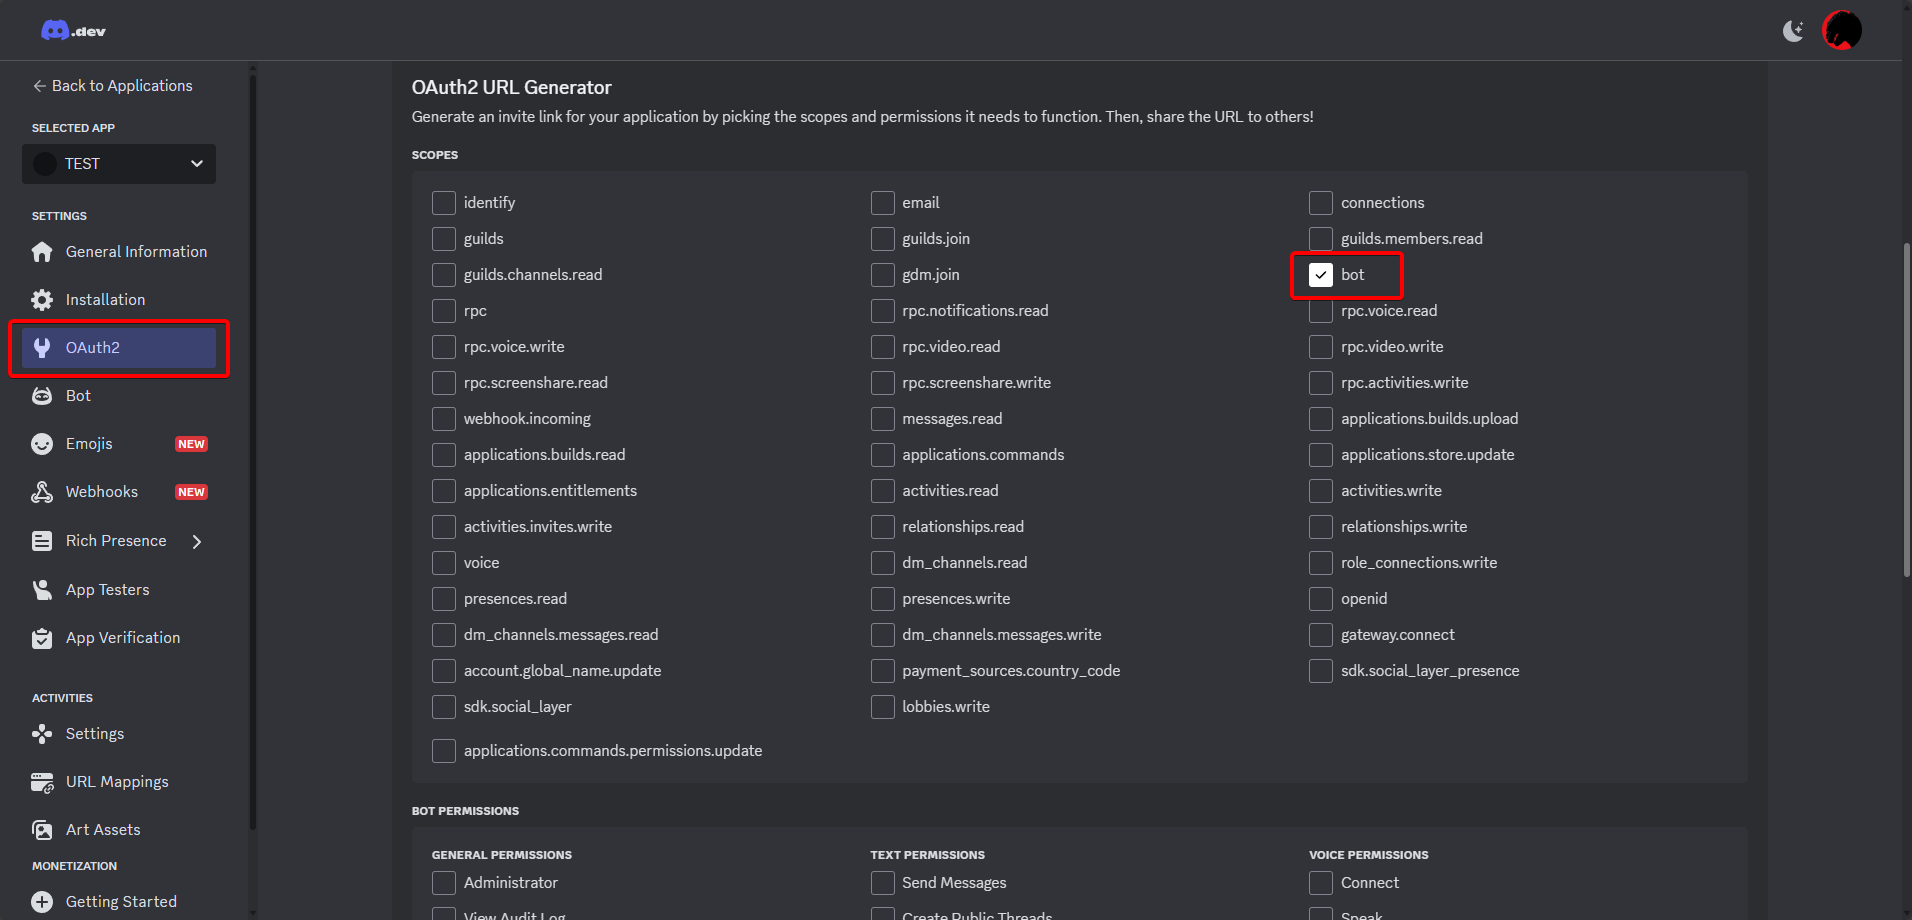 .dev
Back to Applications
SELECTED APP
TEST
SETTINGS
General Information
Installation
OAuth2
Bot
Emojis NEW
Webhooks NEW
Rich Presence
App Testers
App Verification
ACTIVITIES
Settings
URL Mappings
Art Assets
MONETIZATION
Getting Started
OAuth2 URL Generator
Generate an invite link for your application by picking the scopes and permissions it needs to function. Then, share the URL to others!
SCOPES
identify email connections
guilds guilds.join guilds.members.read
guilds.channels.read gdm.join bot
rpc rpc.notifications.read rpc.voice.read
rpc.voice.write rpc.video.read rpc.video.write
rpc.screenshare.read rpc.screenshare.write rpc.activities.write
webhook.incoming messages.read applications.builds.upload
applications.builds.read applications.commands applications.store.update
applications.entitlements activities.read activities.write
activities.invites.write relationships.read relationships.write
voice dm_channels.read role_connections.write
presences.read presences.write openid
dm_channels.messages.read dm_channels.messages.write gateway.connect
account.global_name.update payment_sources.country_code sdk.social_layer_presence
sdk.social_layer lobbies.write
applications.commands.permissions.update
BOT PERMISSIONS
GENERAL PERMISSIONS TEXT PERMISSIONS VOICE PERMISSIONS
Administrator Send Messages Connect
View Audit Log Create Public Threads Speak